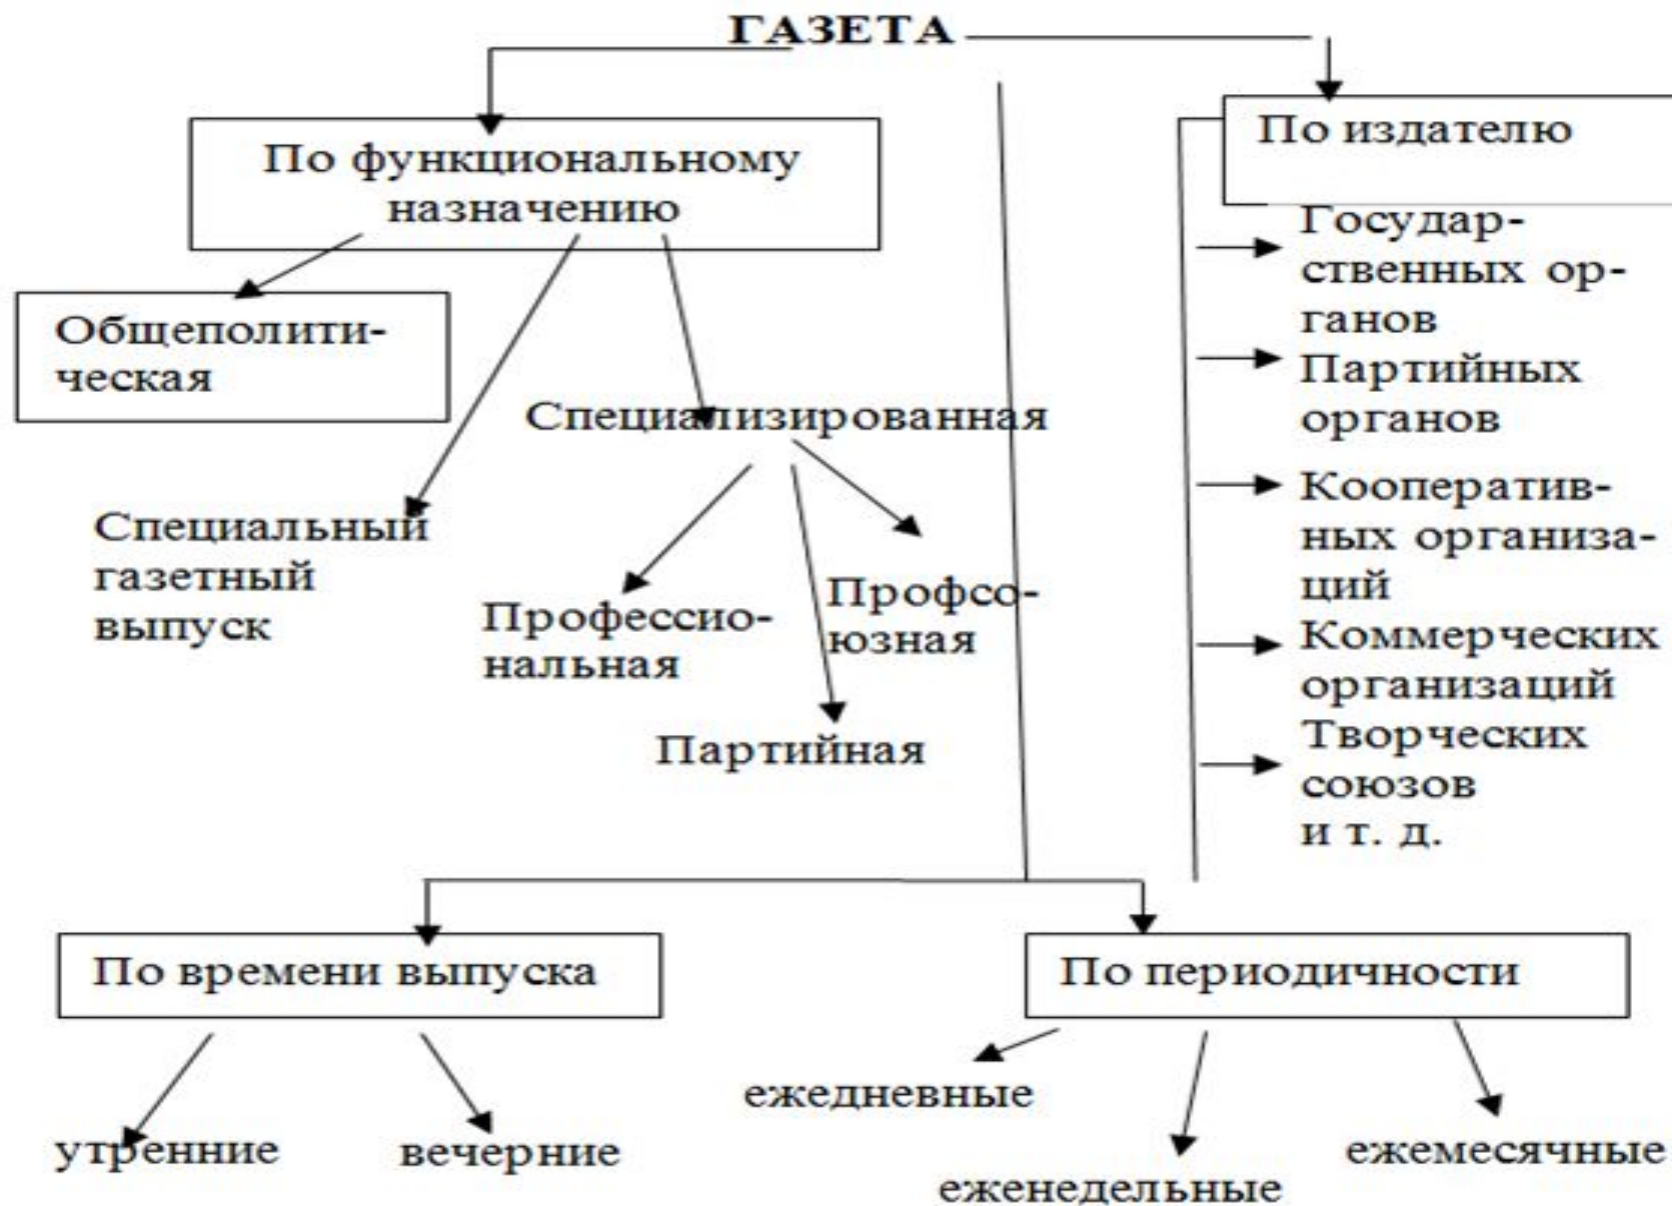 ГАЗЕТА
По функциональному
назначению
Общеполити-
ческая
Специальный
газетный
выпуск
Специализированная
Профессио-
нальная
Партийная
Профсо-
юзная
По издателю
Государ-
ственных ор-
ганов
Партийных
органов
Кооператив-
ных организа-
ций
Коммерческих
организаций
Творческих
союзов
и т. д.
По времени выпуска
утренние
вечерние
По периодичности
ежедневные
еженедельные
ежемесячные